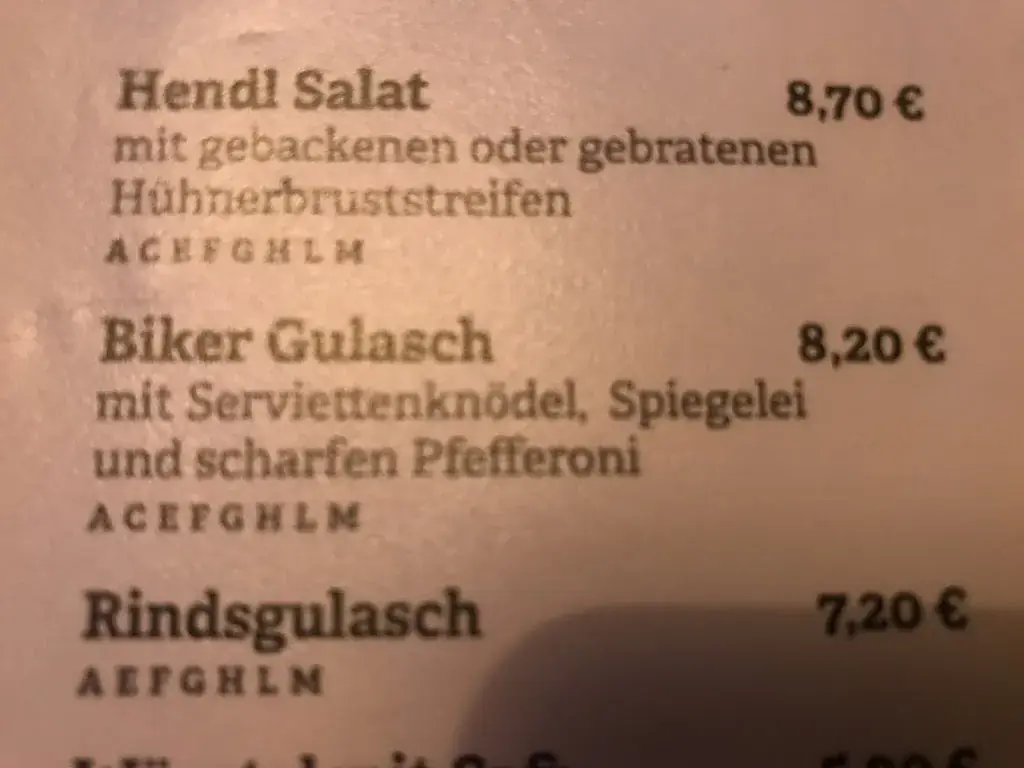 Hendl Salat 8,70 €
mit gebackenen oder gebratenen
Hühnerbruststreifen
A C E F G H L M
Biker Gulasch 8,20 €
mit Serviettenknödel, Spiegelei
und scharfen Pfefferoni
A C E F G H L M
Rindsgulasch 7,20 €
A E F G H L M